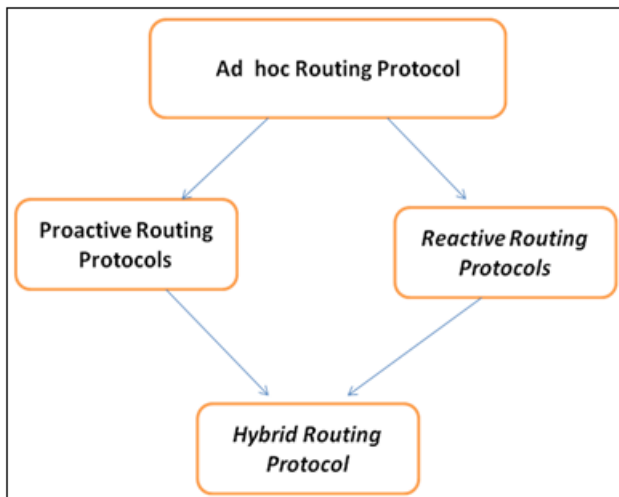 Ad hoc Routing Protocol
Proactive Routing
Protocols
Reactive Routing
Protocols
Hybrid Routing
Protocol